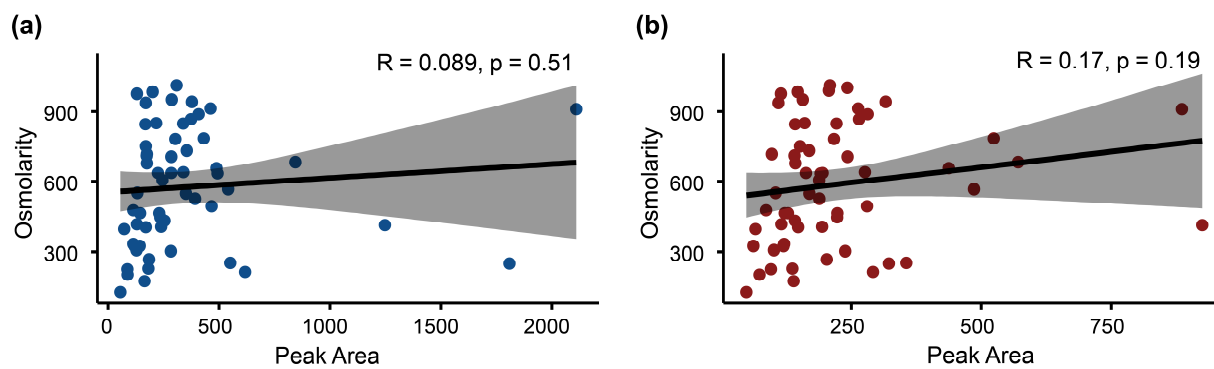 (a)
R = 0.089, p = 0.51
Osmolarity
900
600
300
0
500
1000
1500
2000
Peak Area
(b)
R = 0.17, p = 0.19
Osmolarity
900
600
300
250
500
750
Peak Area